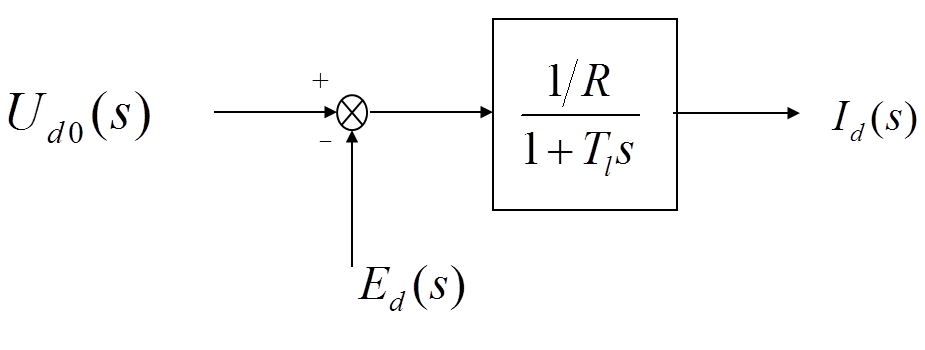 +
1/R
U_{d0}(s)
I_d(s)
1 + T_l s
−
E_d(s)